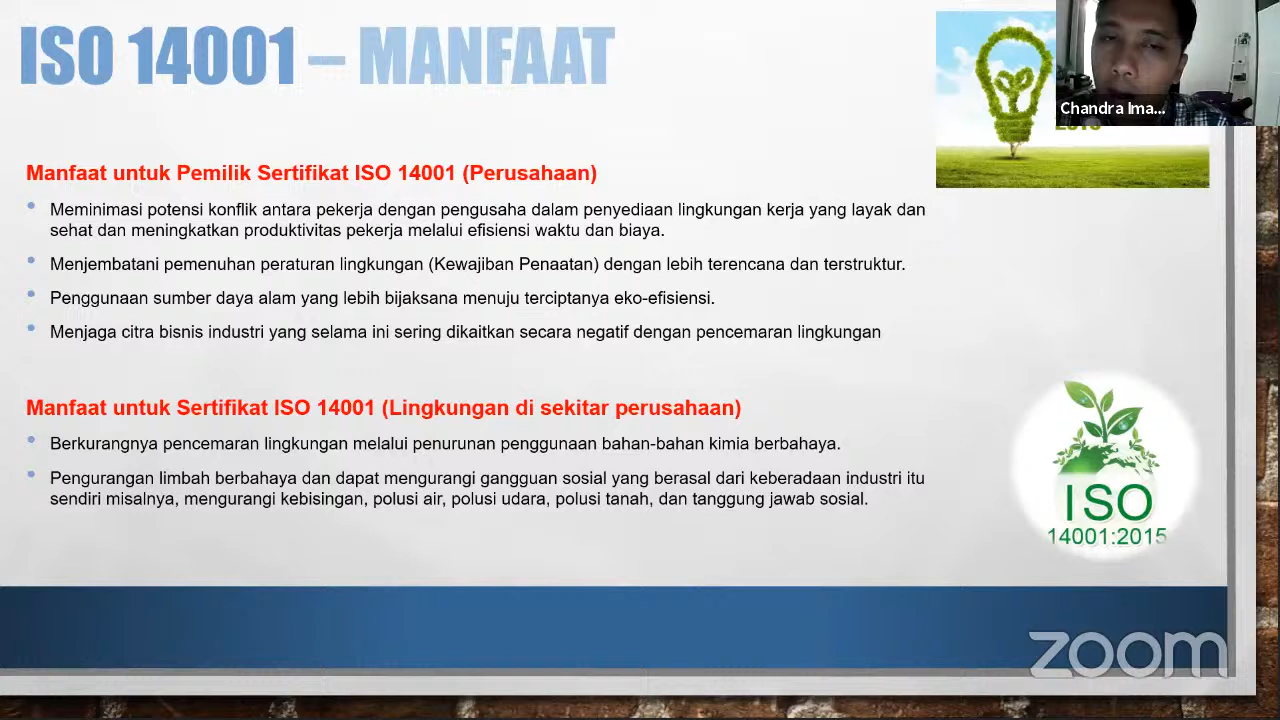 ISO 14001 – MANFAAT
Chandra Ima...
Manfaat untuk Pemilik Sertifikat ISO 14001 (Perusahaan)
• Meminimasi potensi konflik antara pekerja dengan pengusaha dalam penyediaan lingkungan kerja yang layak dan
sehat dan meningkatkan produktivitas pekerja melalui efisiensi waktu dan biaya.
• Menjembatani pemenuhan peraturan lingkungan (Kewajiban Penaatan) dengan lebih terencana dan terstruktur.
• Penggunaan sumber daya alam yang lebih bijaksana menuju terciptanya eko-efisiensi.
• Menjaga citra bisnis industri yang selama ini sering dikaitkan secara negatif dengan pencemaran lingkungan
Manfaat untuk Sertifikat ISO 14001 (Lingkungan di sekitar perusahaan)
• Berkurangnya pencemaran lingkungan melalui penurunan penggunaan bahan-bahan kimia berbahaya.
• Pengurangan limbah berbahaya dan dapat mengurangi gangguan sosial yang berasal dari keberadaan industri itu
sendiri misalnya, mengurangi kebisingan, polusi air, polusi udara, polusi tanah, dan tanggung jawab sosial.
ISO
14001:2015
zoom